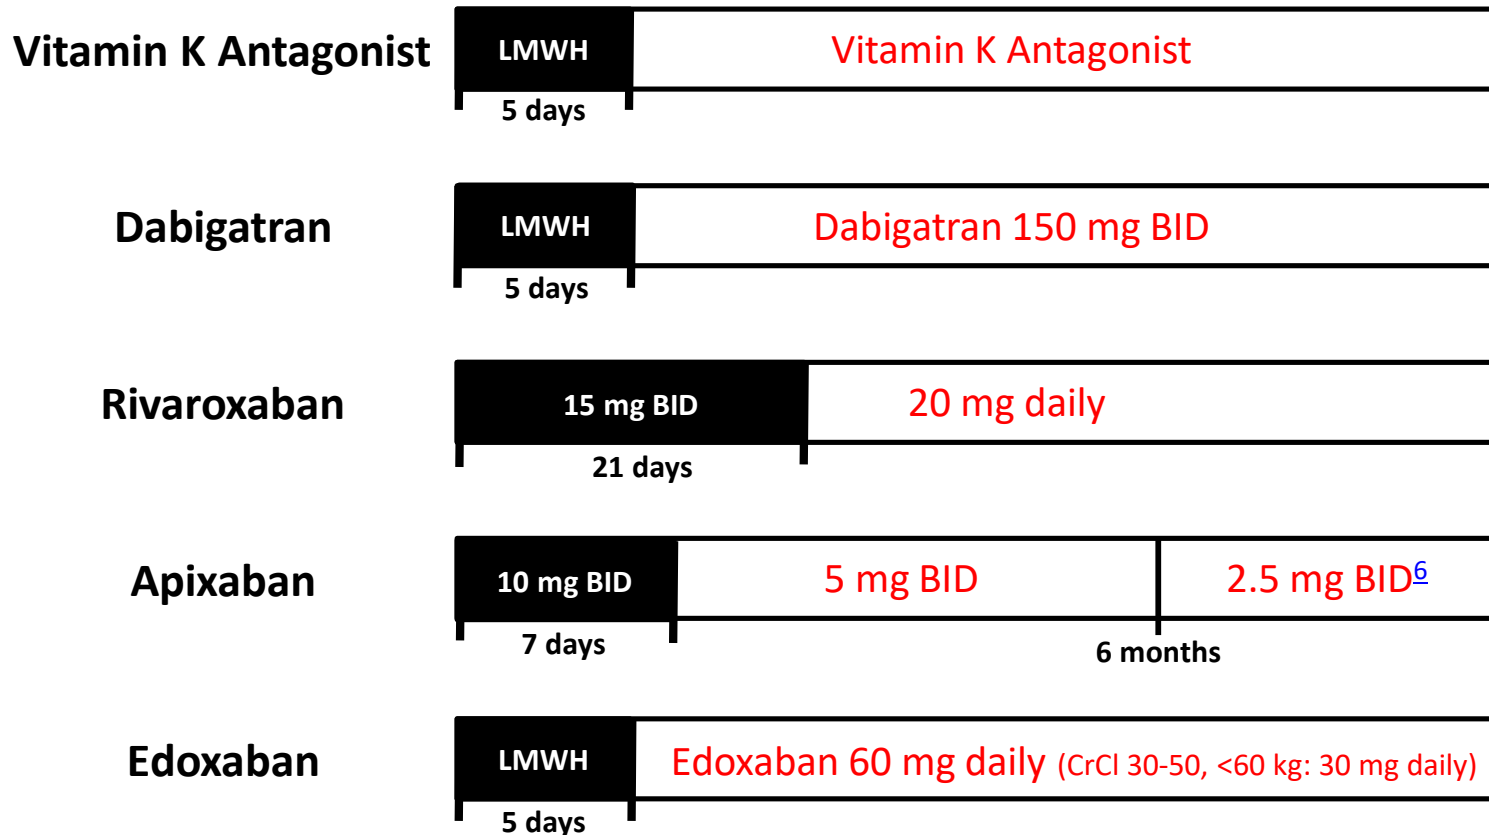 Vitamin K Antagonist LMWH Vitamin K Antagonist
5 days
Dabigatran LMWH Dabigatran 150 mg BID
5 days
Rivaroxaban 15 mg BID 20 mg daily
21 days
Apixaban 10 mg BID 5 mg BID 2.5 mg BID6
7 days 6 months
Edoxaban LMWH Edoxaban 60 mg daily (CrCl 30-50, <60 kg: 30 mg daily)
5 days